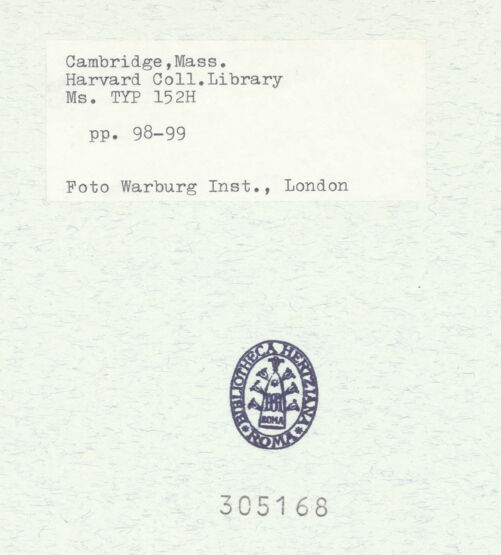 Cambridge,Mass.
Harvard Coll.Library
Ms. TYP 152H
pp. 98-99
Foto Warburg Inst., London
BIBLIOTHECA HERTZIANA
ROMA
ROMA
305168